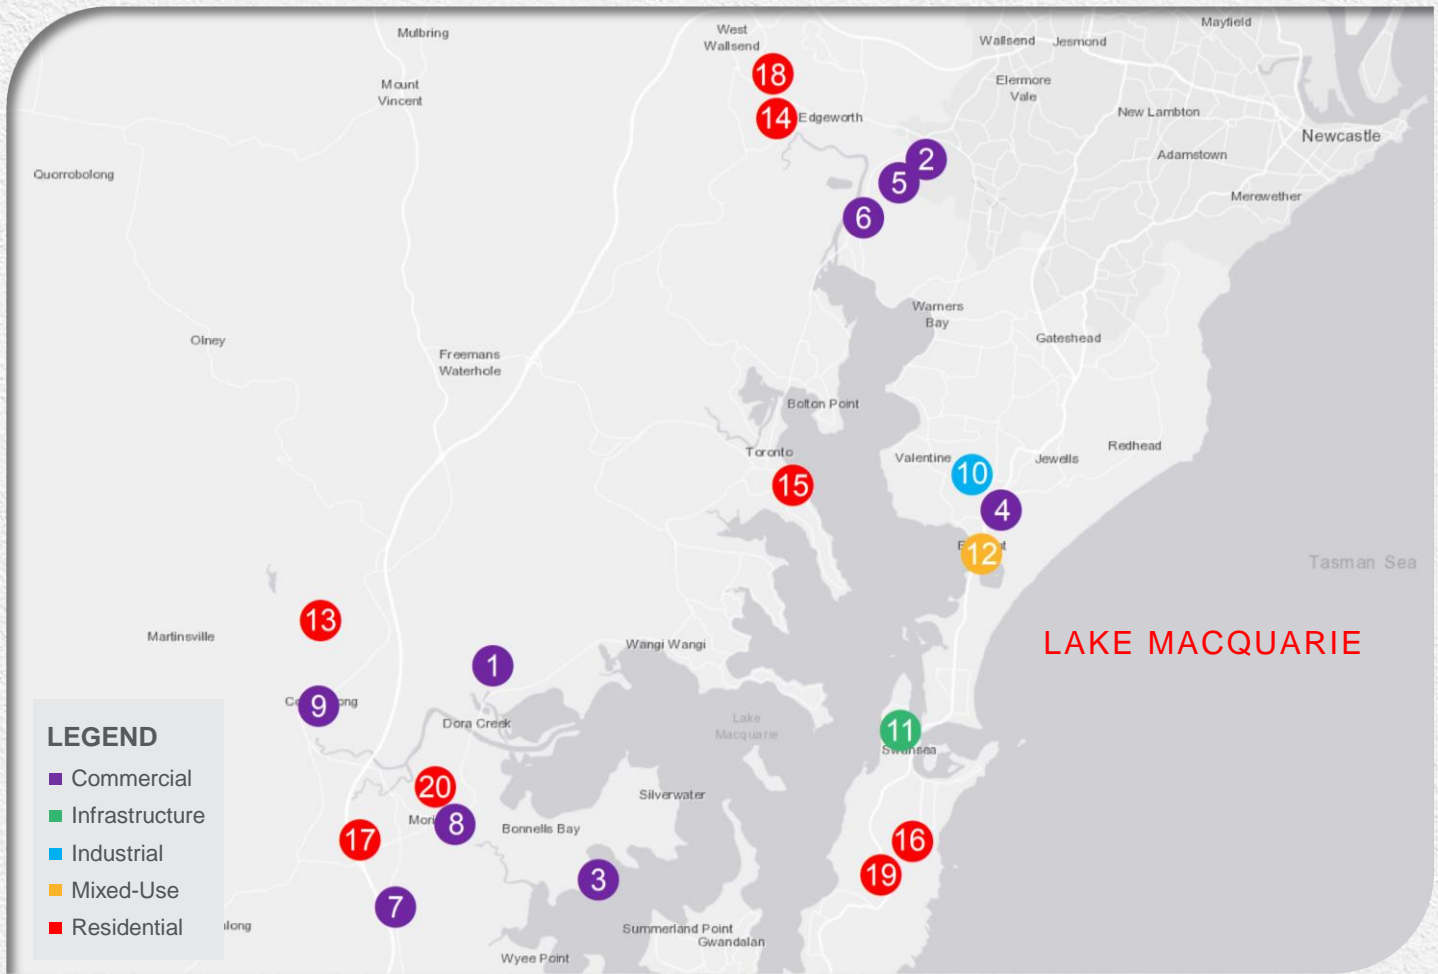 Mulbring
West
Wallsend
Mayfield
Wallsend
Jesmond
18
Mount
Vincent
Elermore
Vale
14
Edgeworth
New Lambton
Newcastle
2
Adamstown
Quorrobolong
5
Merewether
6
Warners
Bay
Olney
Gateshead
Freemans
Waterhole
Bolton Point
Toronto
Valentine
Jewells
Redhead
10
15
4
12
Tasman Sea
13
Martinsville
Wangi Wangi
LAKE MACQUARIE
1
9
Dora Creek
Lake
Macquarie
11
Swansea
20
Silverwater
8
Bonnells Bay
17
16
3
19
7
Summerland Point
Gwandalan
Wyee Point
LEGEND
Commercial
Infrastructure
Industrial
Mixed-Use
Residential